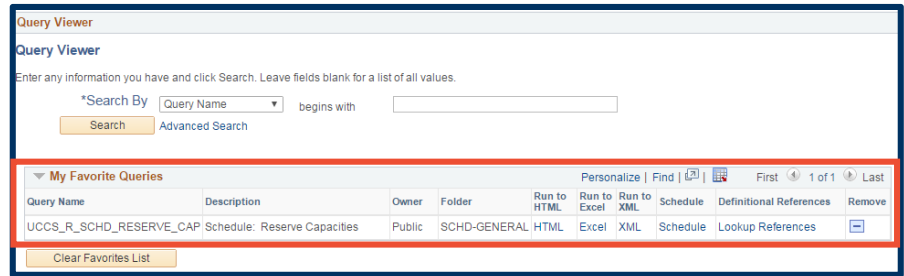 Query Viewer
Query Viewer
Enter any information you have and click Search. Leave fields blank for a list of all values.
*Search By Query Name begins with
Search Advanced Search
My Favorite Queries Personalize | Find | | First 1 of 1 Last
Query Name Description Owner Folder Run to HTML Run to Excel Run to XML Schedule Definitional References Remove
UCCS_R_SCHD_RESERVE_CAP Schedule: Reserve Capacities Public SCHD-GENERAL HTML Excel XML Schedule Lookup References
Clear Favorites List